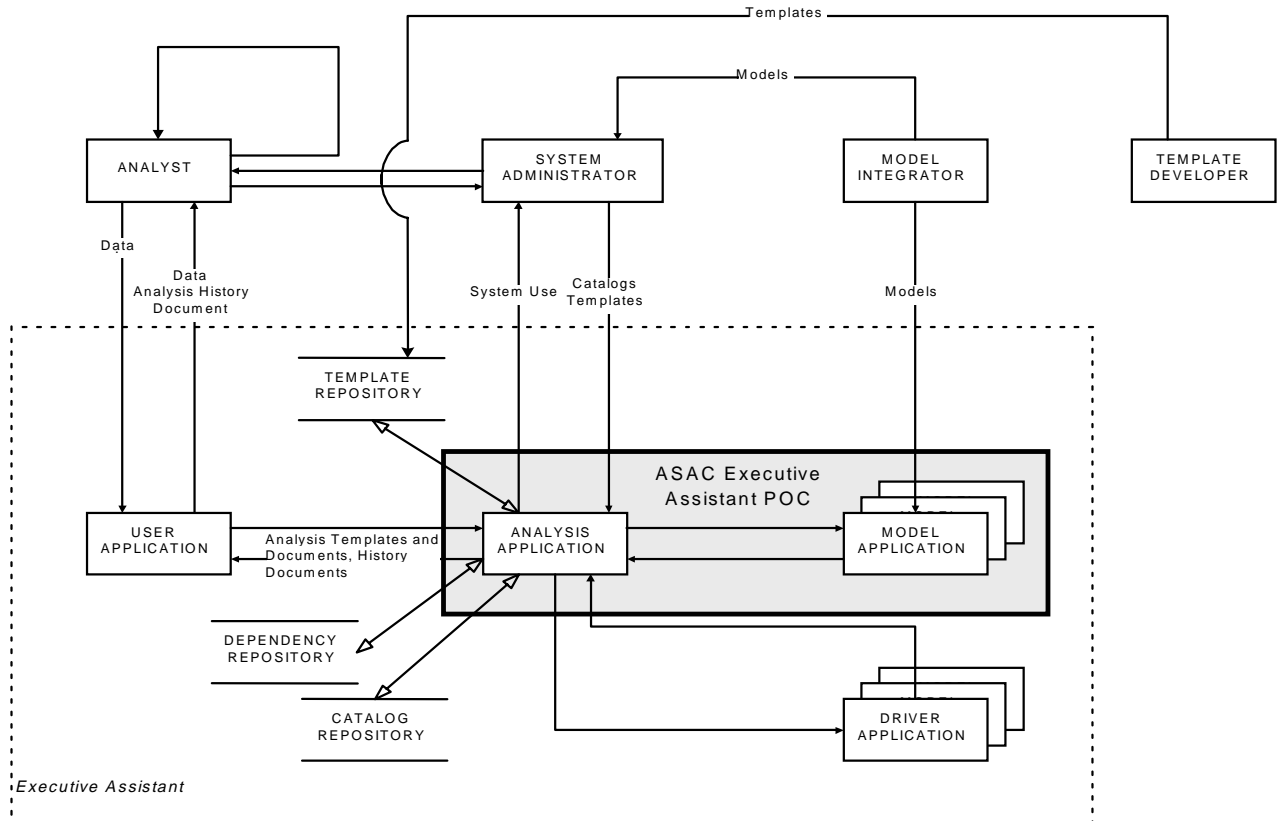 Templates
Models
ANALYST
SYSTEM
ADMINISTRATOR
MODEL
INTEGRATOR
TEMPLATE
DEVELOPER
Data
Data
Analysis History
Document
System Use
Catalogs
Templates
Models
TEMPLATE
REPOSITORY
ASAC Executive
Assistant POC
USER
APPLICATION
Analysis Templates and
Documents, History
Documents
ANALYSIS
APPLICATION
MODEL
APPLICATION
DEPENDENCY
REPOSITORY
CATALOG
REPOSITORY
DRIVER
APPLICATION
Executive Assistant